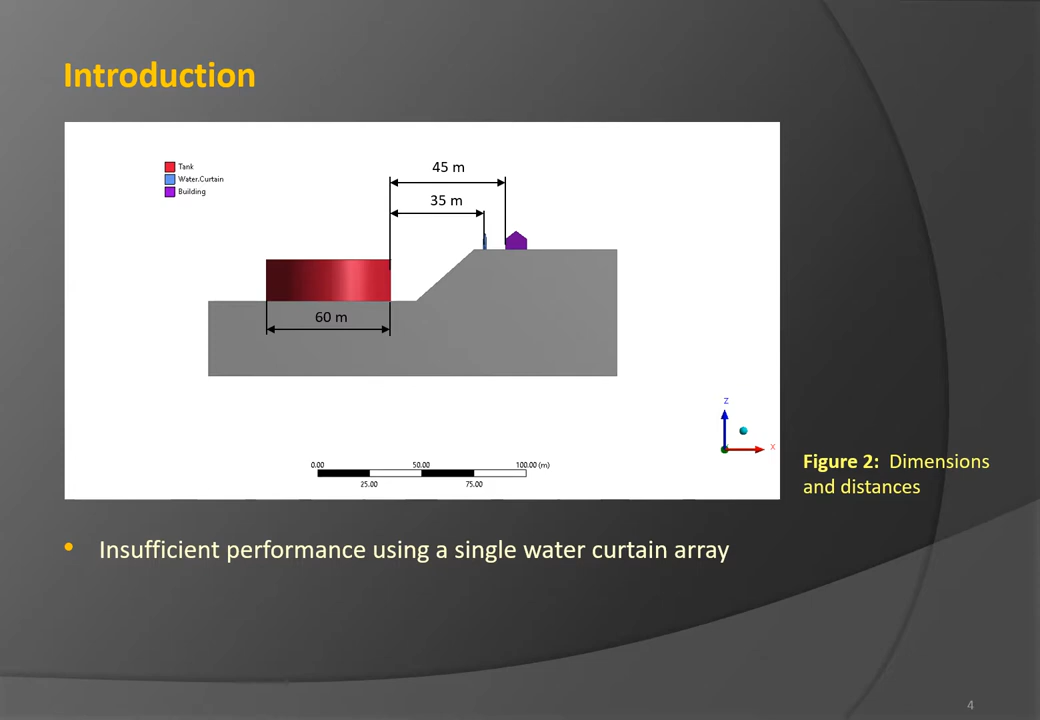 Introduction
Tank
Water.Curtain
Building
45 m
35 m
60 m
Z
X
0.00 50.00 100.00 (m)
25.00 75.00
Figure 2: Dimensions
and distances
• Insufficient performance using a single water curtain array
4